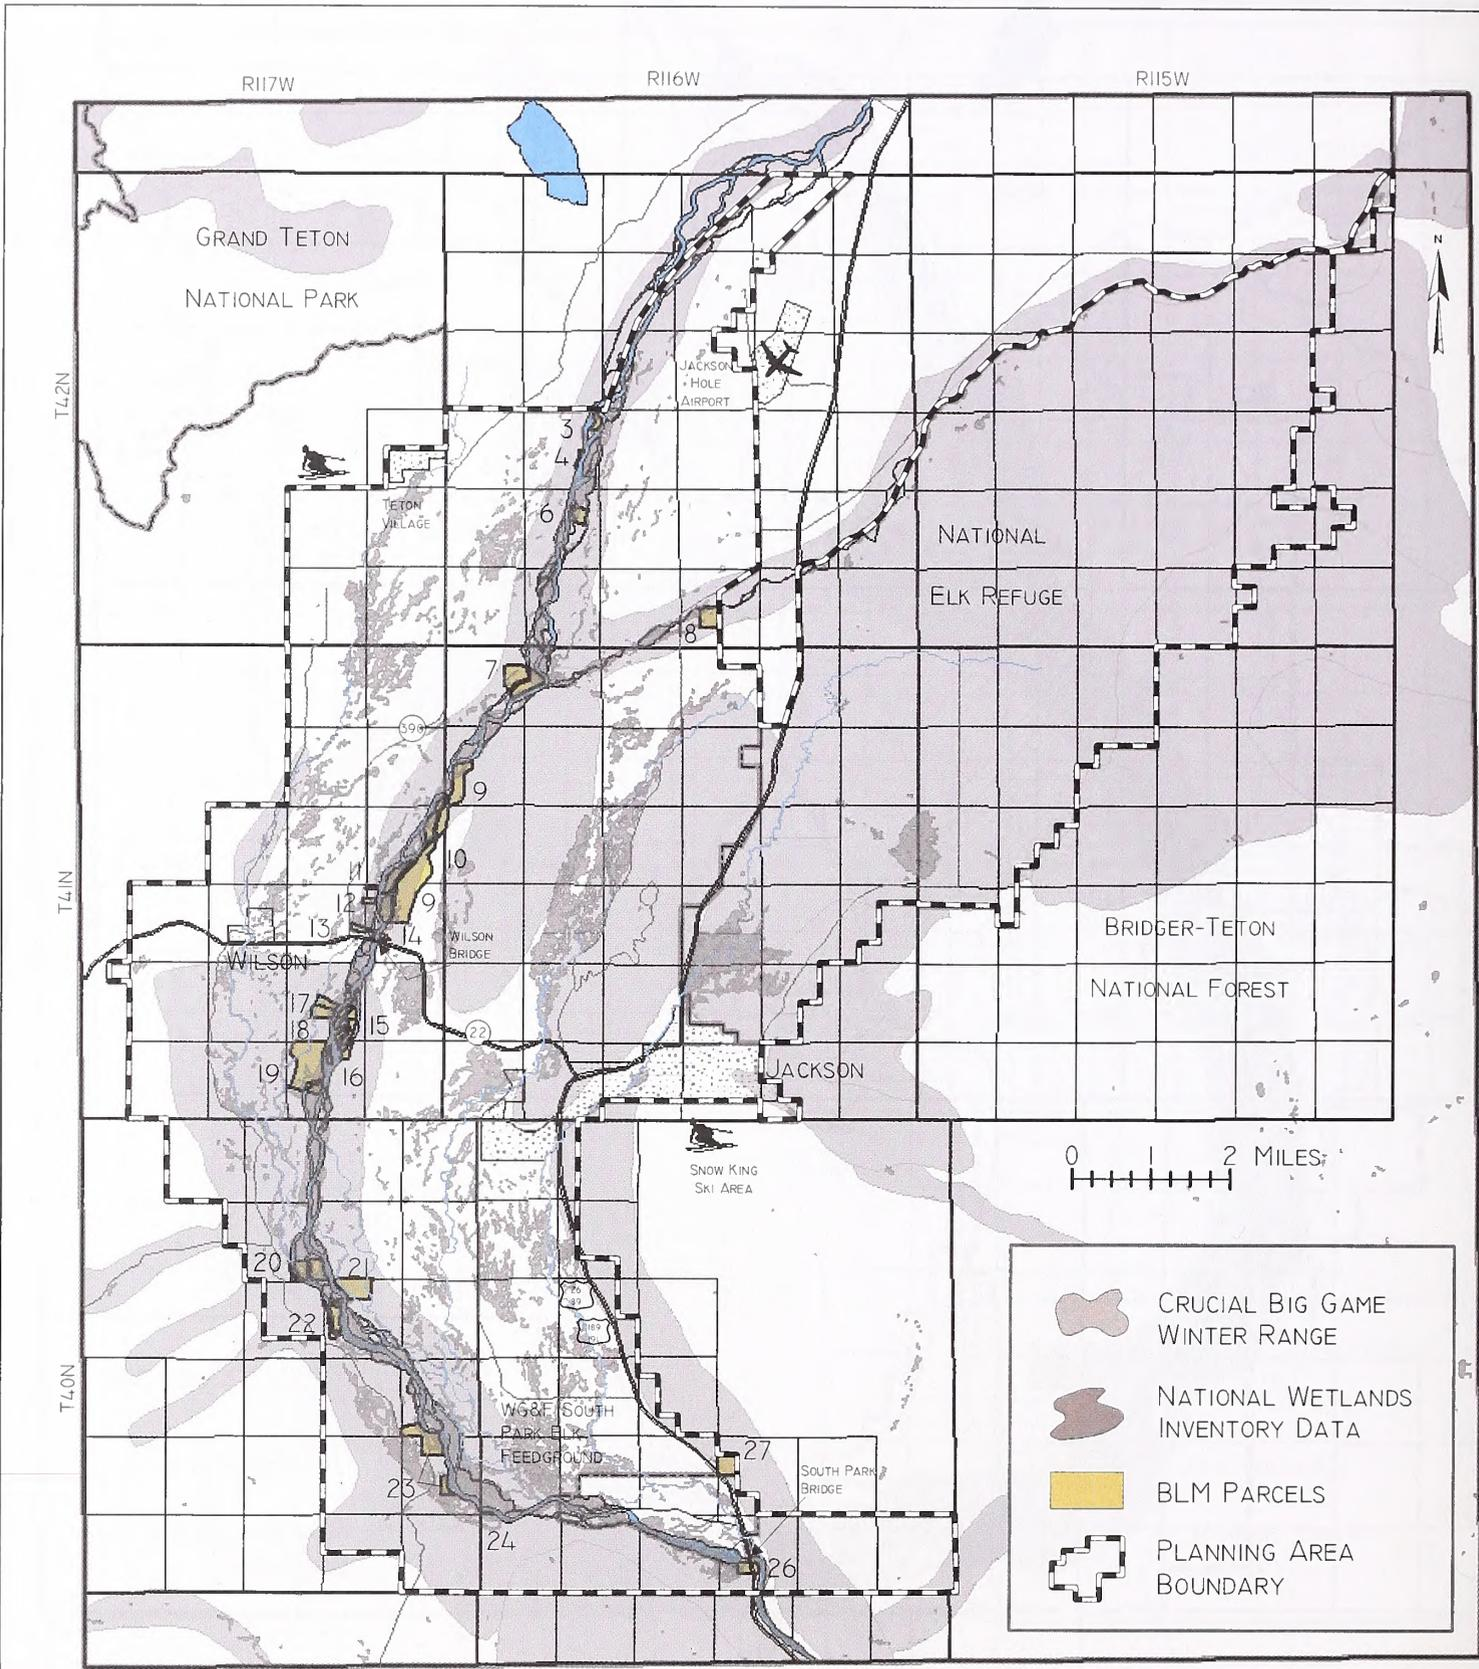 R117W
R116W
R115W
GRAND TETON
NATIONAL PARK
N
T42N
JACKSON
HOLE
AIRPORT
3
4
6
TETON
VILLAGE
NATIONAL
ELK REFUGE
8
7
390
9
10
11
12
9
T41N
13
14
WILSON
BRIDGE
WILSON
BRIDGER-TETON
NATIONAL FOREST
17
18
15
22
19
16
JACKSON
SNOW KING
SKI AREA
0 1 2 MILES
20
21
22
26
89
189
191
CRUCIAL BIG GAME
WINTER RANGE
T40N
NATIONAL WETLANDS
INVENTORY DATA
WG&F SOUTH
PARK ELK
FEEDGROUND
27
SOUTH PARK
BRIDGE
23
BLM PARCELS
24
26
PLANNING AREA
BOUNDARY